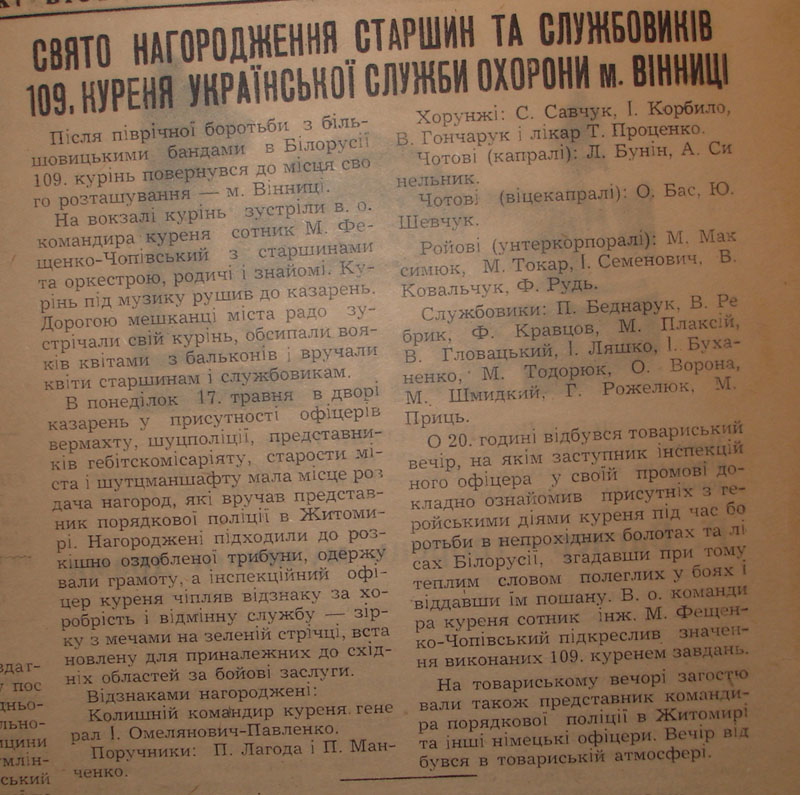 СВЯТО НАГОРОДЖЕННЯ СТАРШИН ТА СЛУЖБОВИКІВ
109. КУРЕНЯ УКРАЇНСЬКОЇ СЛУЖБИ ОХОРОНИ м. ВІННИЦІ
Після піврічної боротьби з біль-
шовицькими бандами в Білорусії
109. курінь повернувся до місця сво
го розташування — м. Вінниці.
На вокзалі курінь зустріли в. о.
командира куреня сотник М. Фе-
щенко-Чопівський з старшинами
та оркестрою, родичі і знайомі. Ку-
рінь під музику рушив до казарень.
Дорогою мешканці міста радо зу-
стрічали свій курінь, обсипали воя-
ків квітами з бальконів і вручали
квіти старшинам і службовикам.
В понеділок 17. травня в дворі
казарень у присутності офіцерів
вермахту, шуцполіції, представни-
ків гебітскомісаріяту, старости мі-
ста і шутцманшафту мала місце роз
дача нагород, які вручав представ-
ник порядкової поліції в Житоми-
рі. Нагороджені підходили до роз-
кішно оздобленої трибуни, одержу
вали грамоту, а інспекційний офі-
цер куреня чіпляв відзнаку за хо-
робрість і відмінну службу — зір-
ку з мечами на зеленій стрічці, вста
новлену для приналежних до схід-
ніх областей за бойові заслуги.
Відзнаками нагороджені:
Колишній командир куреня гене
рал І. Омелянович-Павленко.
Поручники: П. Лагода і П. Ман-
ченко.
Хорунжі: С. Савчук, І. Корбило,
В. Гончарук і лікар Т. Проценко.
Чотові (капралі): Л. Бунін, А. Си
нельник.
Чотові (віцекапралі): О. Бас, Ю.
Шевчук.
Ройові (унтеркорпоралі): М. Мак
симюк, М. Токар, І. Семенович, В.
Ковальчук, Ф. Рудь.
Службовики: П. Беднарук, В. Ре
брик, Ф. Кравцов, М. Плаксій,
В. Гловацький, І. Ляшко, І. Буха-
ненко, М. Тодорюк, О. Ворона,
М. Шмидкий, Г. Рожелюк, М.
Приць.
О 20. годині відбувся товариський
вечір, на якім заступник інспекцій
ного офіцера у своїй промові до-
кладно ознайомив присутніх з ге-
ройськими діями куреня під час бо
ротьби в непрохідних болотах та лі
сах Білорусії, згадавши при тому
теплим словом полеглих у боях і
віддавши їм пошану. В. о. команди
ра куреня сотник інж. М. Фещен-
ко-Чопівський підкреслив значен-
ня виконаних 109. куренем завдань.
На товариському вечорі загостю
вали також представник команди-
ра порядкової поліції в Житомирі
та інші німецькі офіцери. Вечір від
бувся в товариській атмосфері.